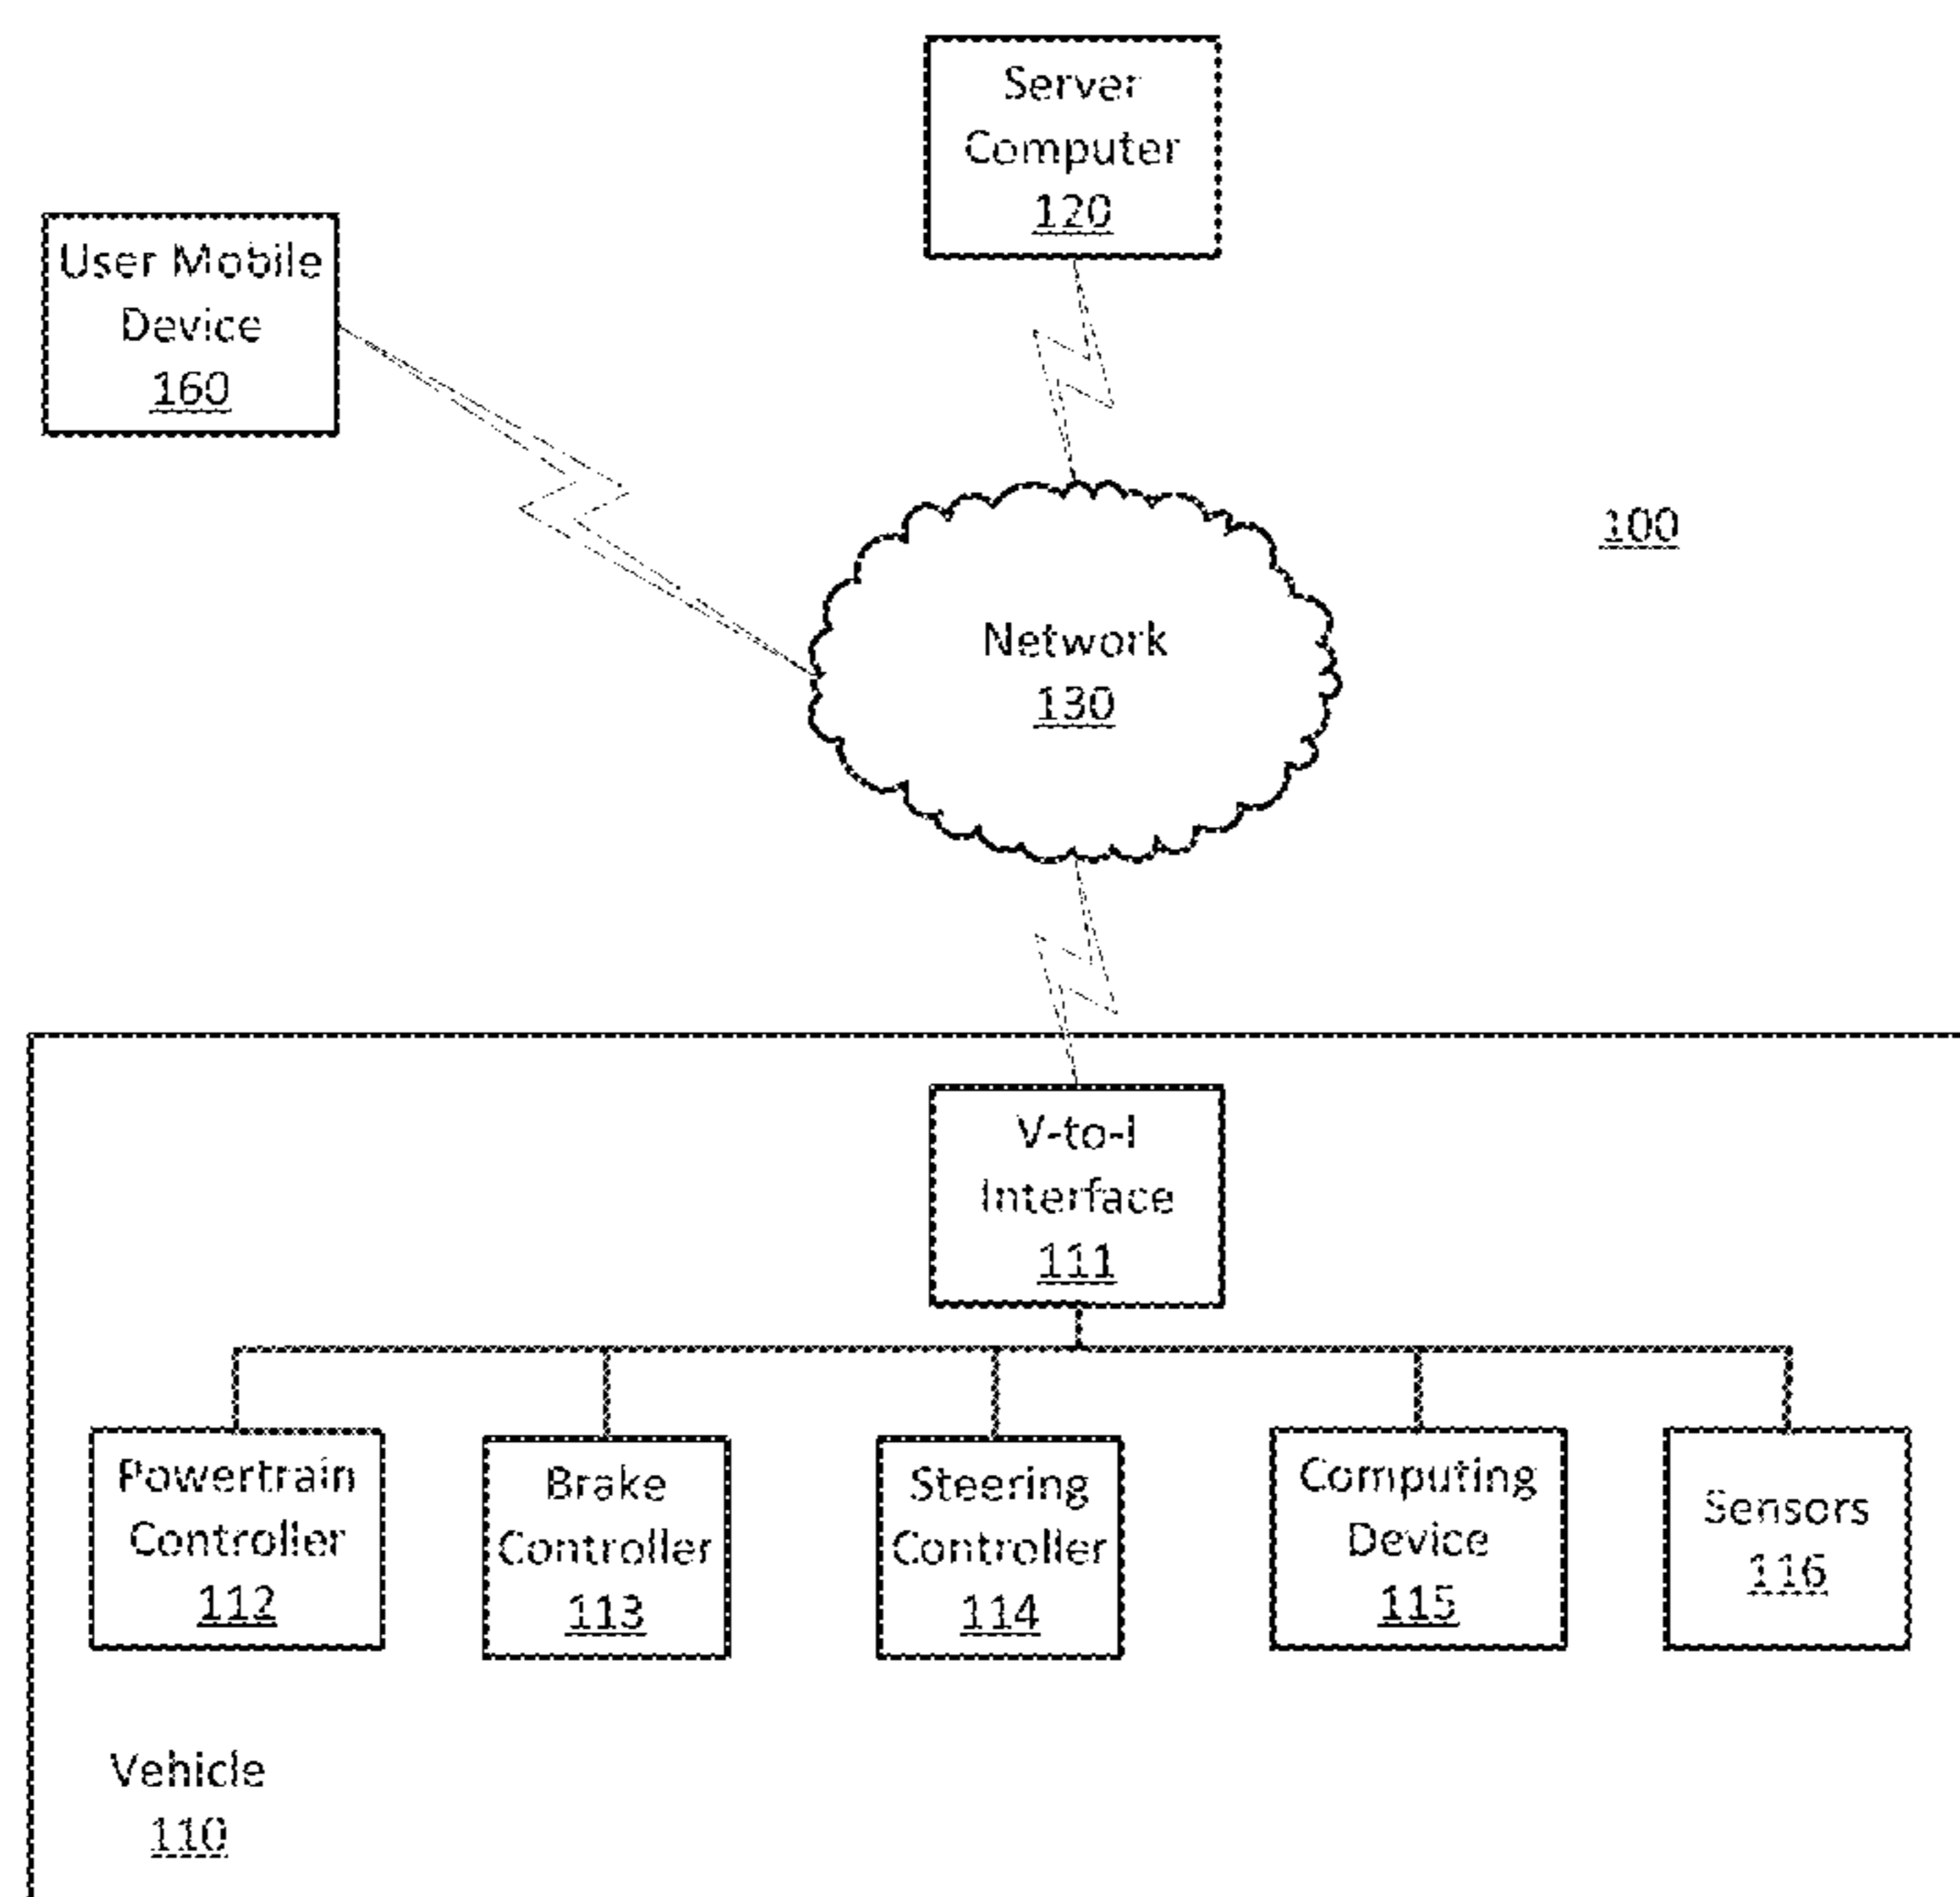 Server
Computer
120
User Mobile
Device
160
100
Network
130
V-to-I
Interface
111
Powertrain
Controller
112
Brake
Controller
113
Steering
Controller
114
Computing
Device
115
Sensors
116
Vehicle
110